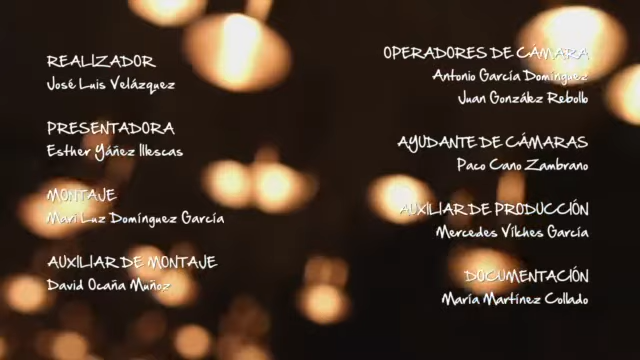 REALIZADOR
José Luis Velázquez
PRESENTADORA
Esther Yáñez Illescas
MONTAJE
Mari Luz Domínguez García
AUXILIAR DE MONTAJE
David Ocaña Muñoz
OPERADORES DE CÁMARA
Antonio García Domínguez
Juan González Rebollo
AYUDANTE DE CÁMARAS
Paco Cano Zambrano
AUXILIAR DE PRODUCCIÓN
Mercedes Vilches García
DOCUMENTACIÓN
María Martínez Collado